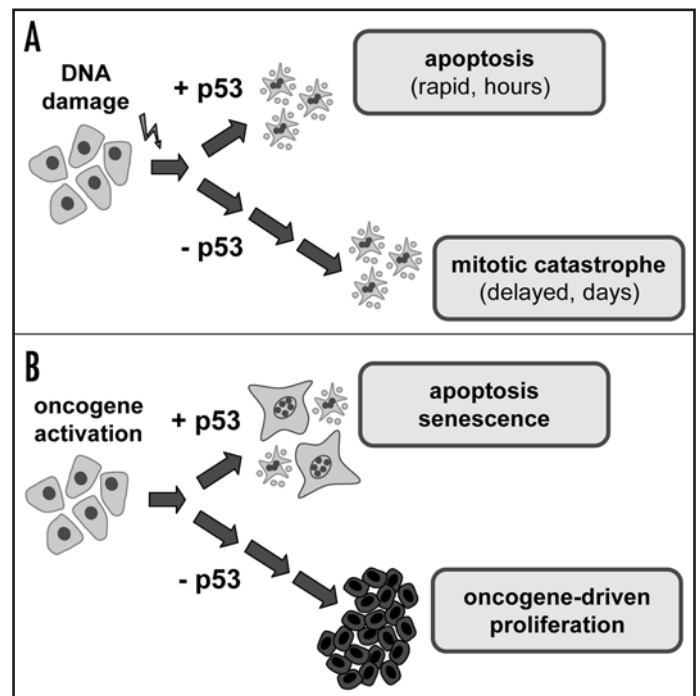 A
DNA
damage
+ p53
apoptosis
(rapid, hours)
- p53
mitotic catastrophe
(delayed, days)
B
oncogene
activation
+ p53
apoptosis
senescence
- p53
oncogene-driven
proliferation